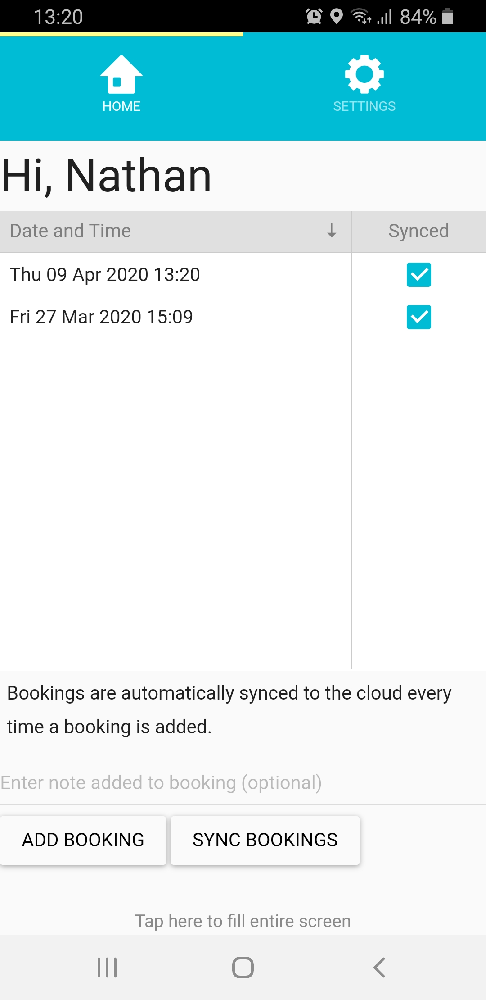 13:20 84%
HOME SETTINGS
Hi, Nathan
Date and Time ↓ Synced
Thu 09 Apr 2020 13:20
Fri 27 Mar 2020 15:09
Bookings are automatically synced to the cloud every
time a booking is added.
Enter note added to booking (optional)
ADD BOOKING SYNC BOOKINGS
Tap here to fill entire screen